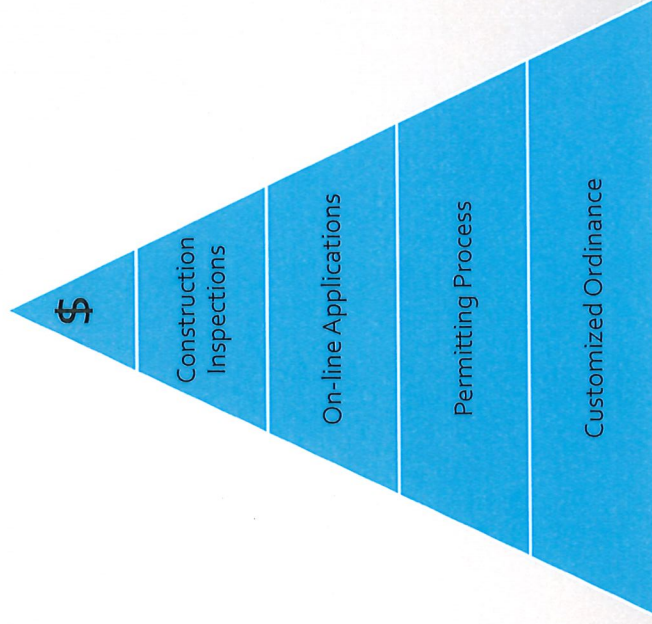 $
Construction
Inspections
On-line Applications
Permitting Process
Customized Ordinance